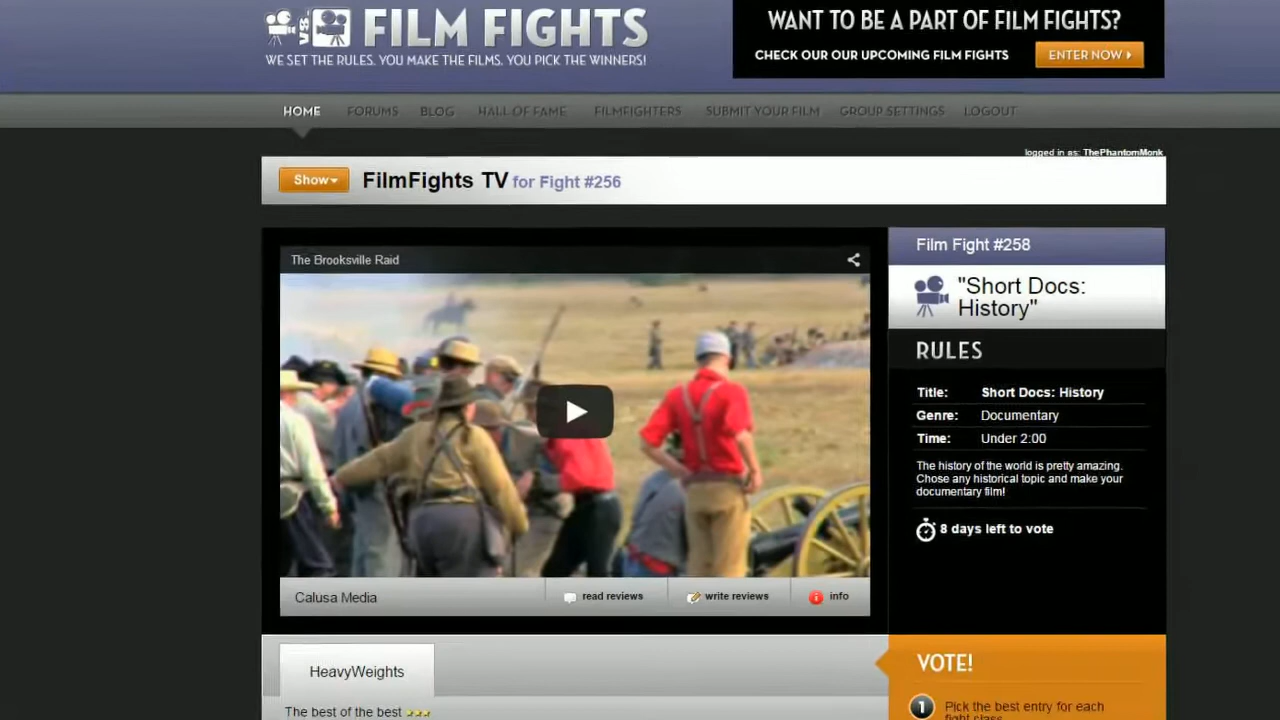 VS. FILM FIGHTS
WE SET THE RULES. YOU MAKE THE FILMS. YOU PICK THE WINNERS!
WANT TO BE A PART OF FILM FIGHTS?
CHECK OUR OUR UPCOMING FILM FIGHTS
ENTER NOW
HOME FORUMS BLOG HALL OF FAME FILMFIGHTERS SUBMIT YOUR FILM GROUP SETTINGS LOGOUT
logged in as: ThePhantomMonk
Show
FilmFights TV for Fight #256
The Brooksville Raid
Calusa Media
read reviews
write reviews
info
HeavyWeights
The best of the best
Film Fight #258
"Short Docs:
History"
RULES
Title: Short Docs: History
Genre: Documentary
Time: Under 2:00
The history of the world is pretty amazing.
Chose any historical topic and make your
documentary film!
8 days left to vote
VOTE!
1 Pick the best entry for each
fight class